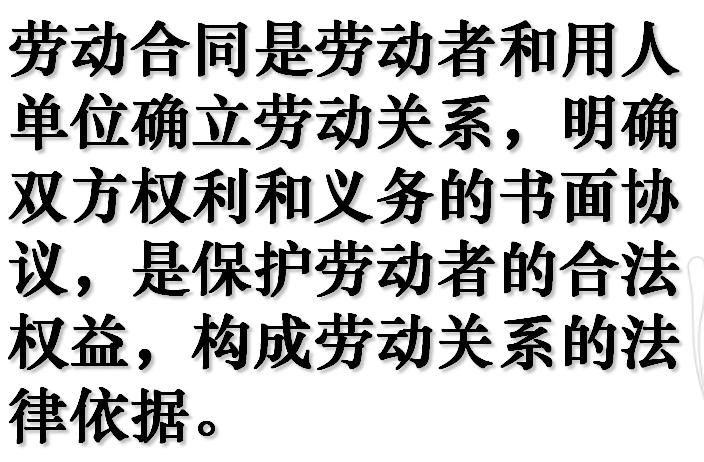 劳动合同是劳动者和用人
单位确立劳动关系，明确
双方权利和义务的书面协
议，是保护劳动者的合法
权益，构成劳动关系的法
律依据。